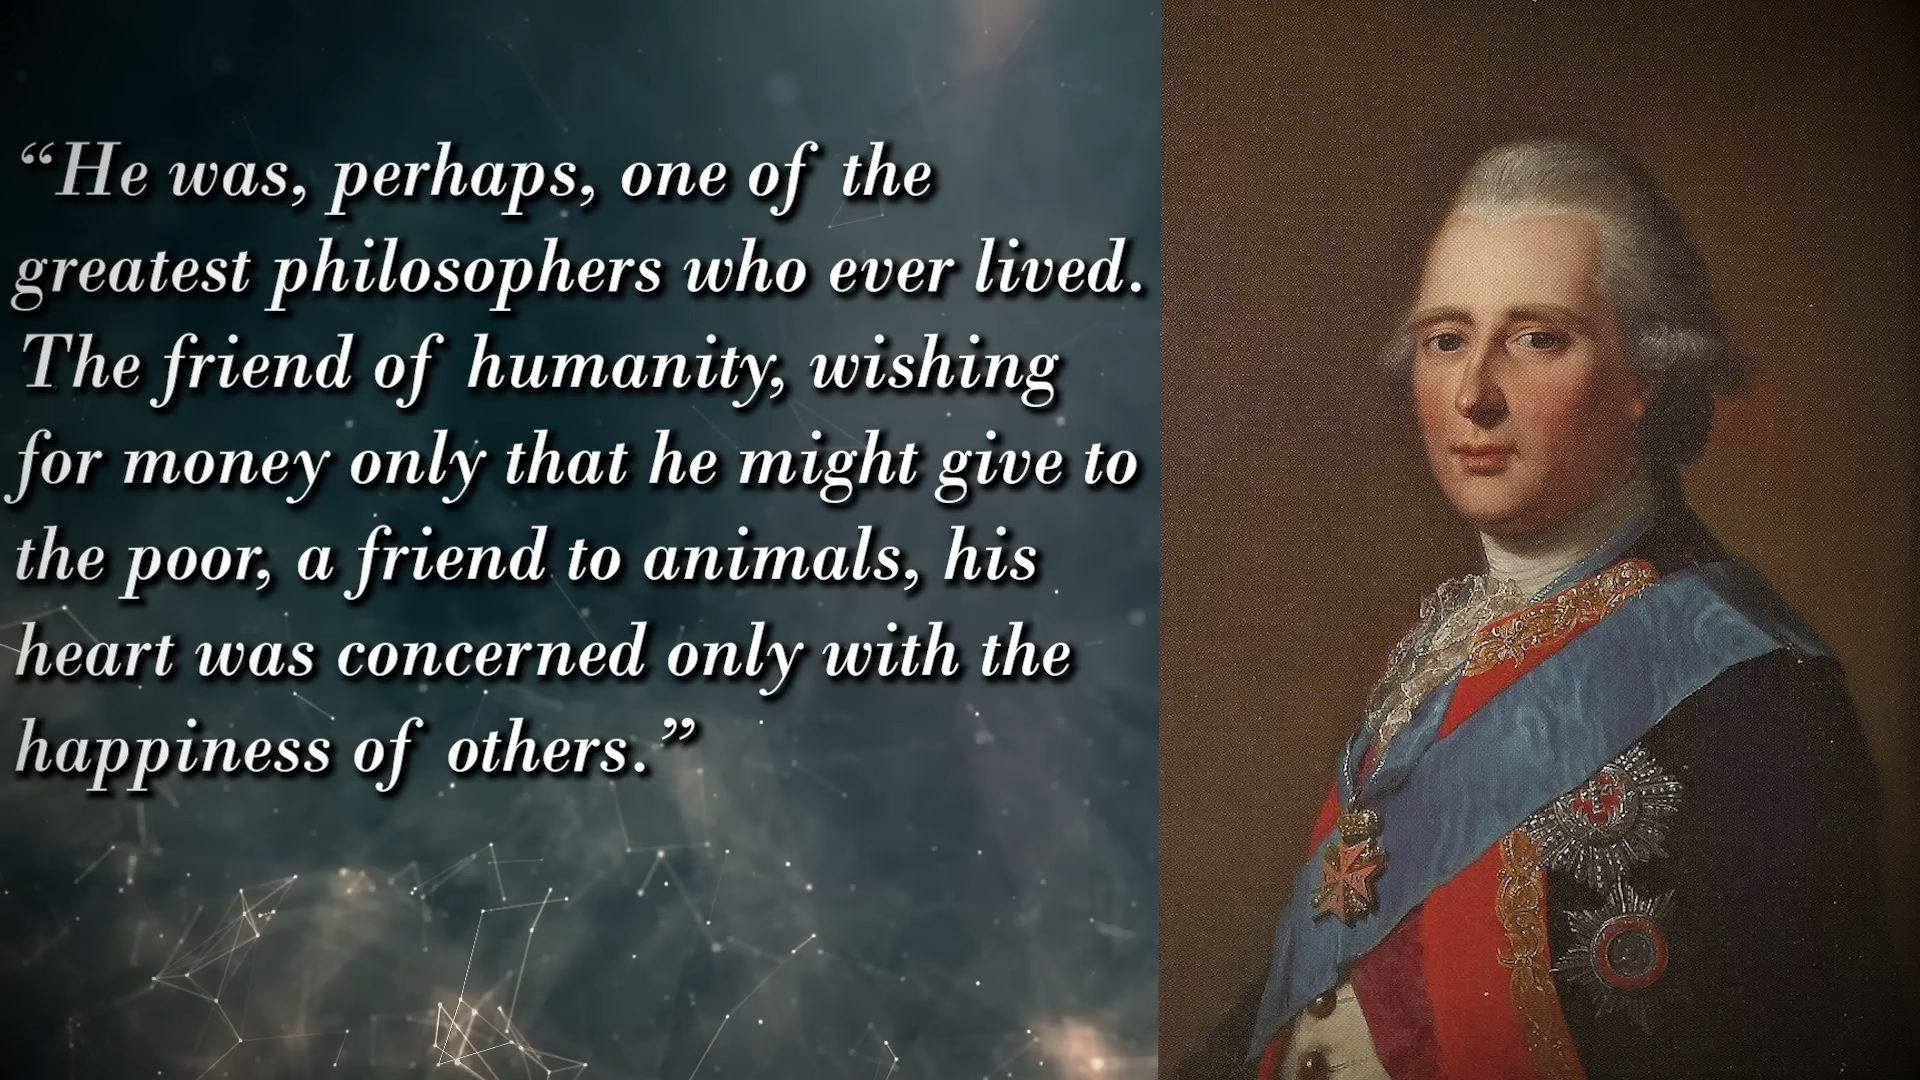 “He was, perhaps, one of the
greatest philosophers who ever lived.
The friend of humanity, wishing
for money only that he might give to
the poor, a friend to animals, his
heart was concerned only with the
happiness of others.”